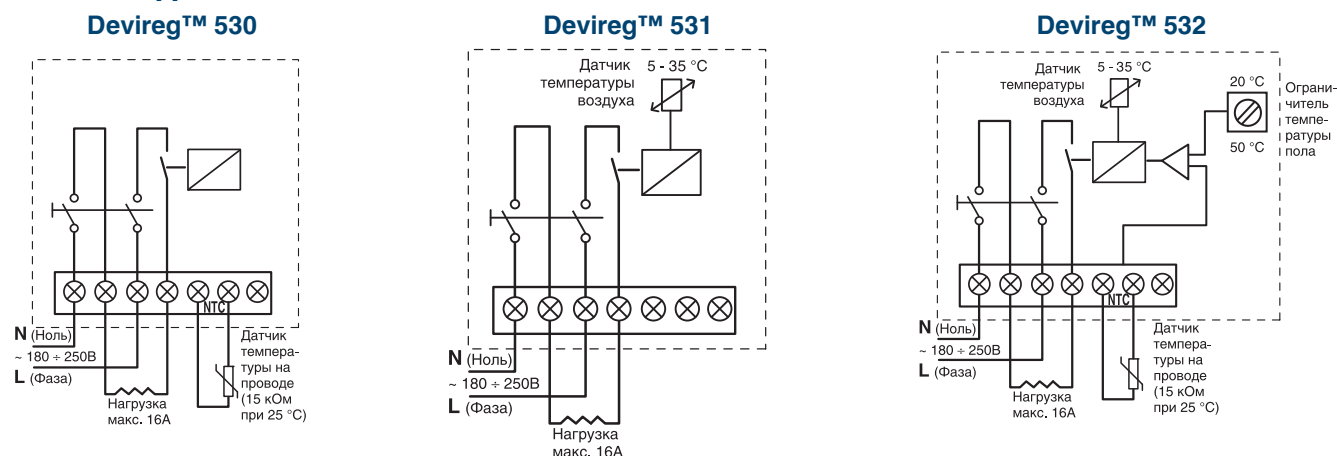 Devireg™ 530
NTC
N (Ноль)
~ 180 ÷ 250В
L (Фаза)
Нагрузка
макс. 16А
Датчик
темпера-
туры на
проводе
(15 кОм
при 25 °C)
Devireg™ 531
Датчик
температуры
воздуха
5 - 35 °C
N (Ноль)
~ 180 ÷ 250В
L (Фаза)
Нагрузка
макс. 16А
Devireg™ 532
Датчик
температуры
воздуха
5 - 35 °C
20 °C
50 °C
Ограни-
читель
темпе-
ратуры
пола
NTC
N (Ноль)
~ 180 ÷ 250В
L (Фаза)
Нагрузка
макс. 16А
Датчик
темпера-
туры на
проводе
(15 кОм
при 25 °C)